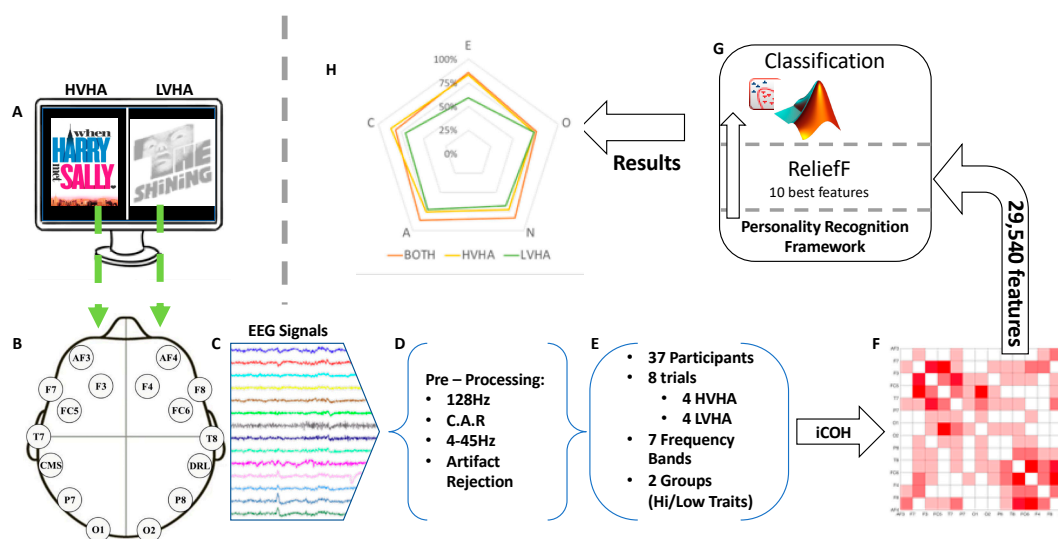 A
HVHA
LVHA
when
HARRY
met
SALLY.
THE
SHiNiNG
H
E
100%
75%
50%
25%
0%
C
O
A
N
BOTH
HVHA
LVHA
Results
G
Classification
ReliefF
10 best features
Personality Recognition
Framework
29,540 features
B
AF3
AF4
F7
F3
F4
F8
FC5
FC6
T7
T8
CMS
DRL
P7
P8
O1
O2
C
EEG Signals
D
Pre – Processing:
• 128Hz
• C.A.R
• 4-45Hz
• Artifact
Rejection
E
• 37 Participants
• 8 trials
• 4 HVHA
• 4 LVHA
• 7 Frequency
Bands
• 2 Groups
(Hi/Low Traits)
iCOH
F